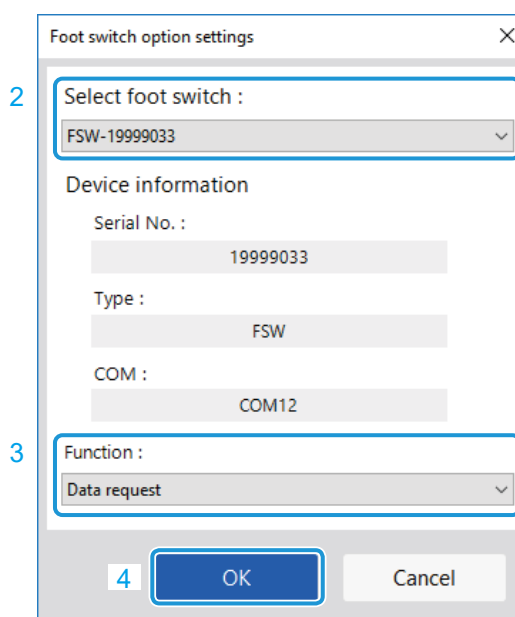 Foot switch option settings
2
Select foot switch :
FSW-19999033
Device information
Serial No. :
19999033
Type :
FSW
COM :
COM12
3
Function :
Data request
4
OK
Cancel